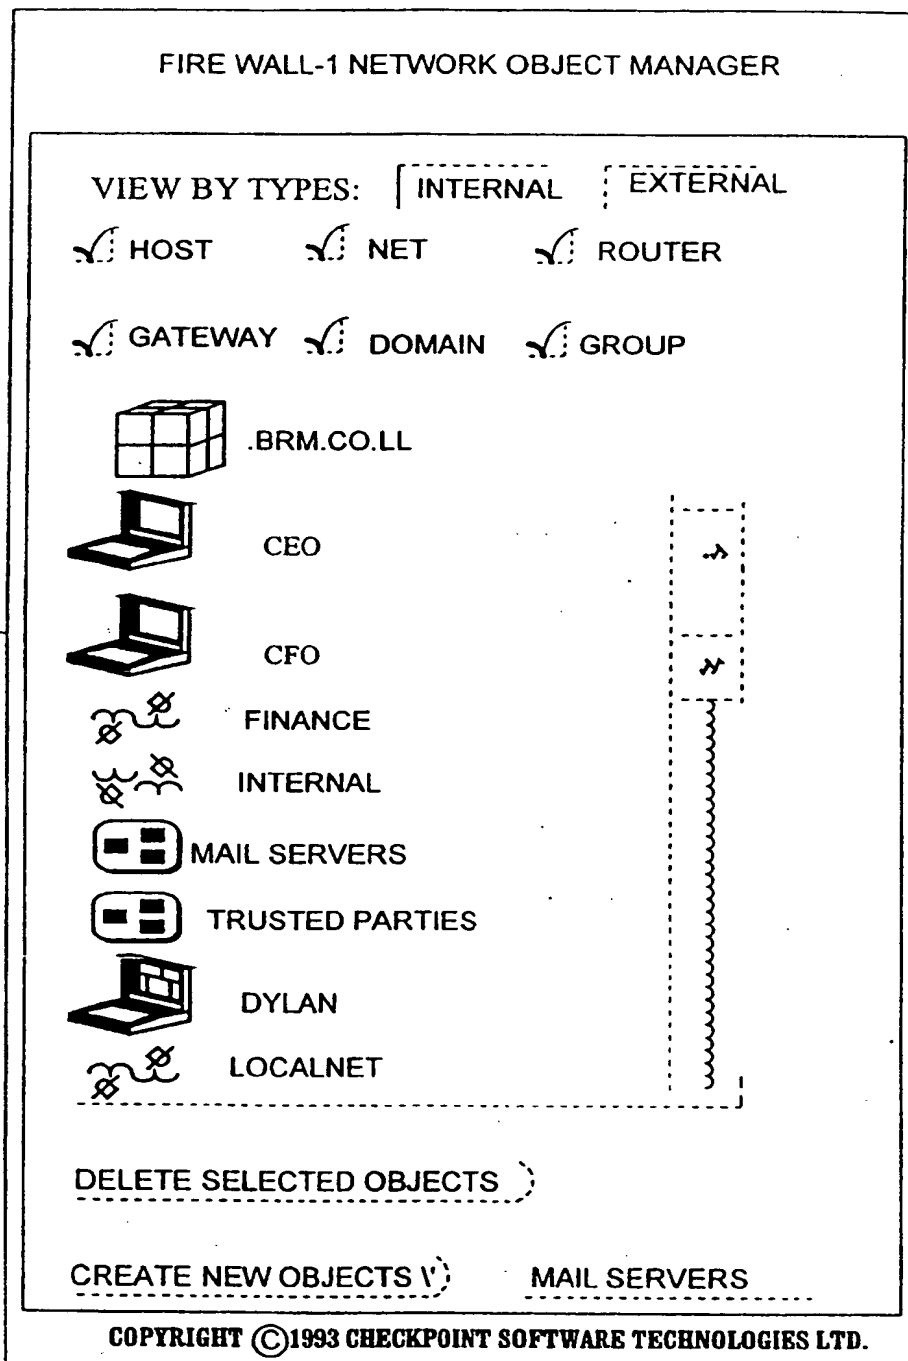 FIRE WALL-1 NETWORK OBJECT MANAGER
VIEW BY TYPES: INTERNAL EXTERNAL
HOST NET ROUTER
GATEWAY DOMAIN GROUP
.BRM.CO.LL
CEO
CFO
FINANCE
INTERNAL
MAIL SERVERS
TRUSTED PARTIES
DYLAN
LOCALNET
DELETE SELECTED OBJECTS
CREATE NEW OBJECTS \' MAIL SERVERS
COPYRIGHT ©1993 CHECKPOINT SOFTWARE TECHNOLOGIES LTD.